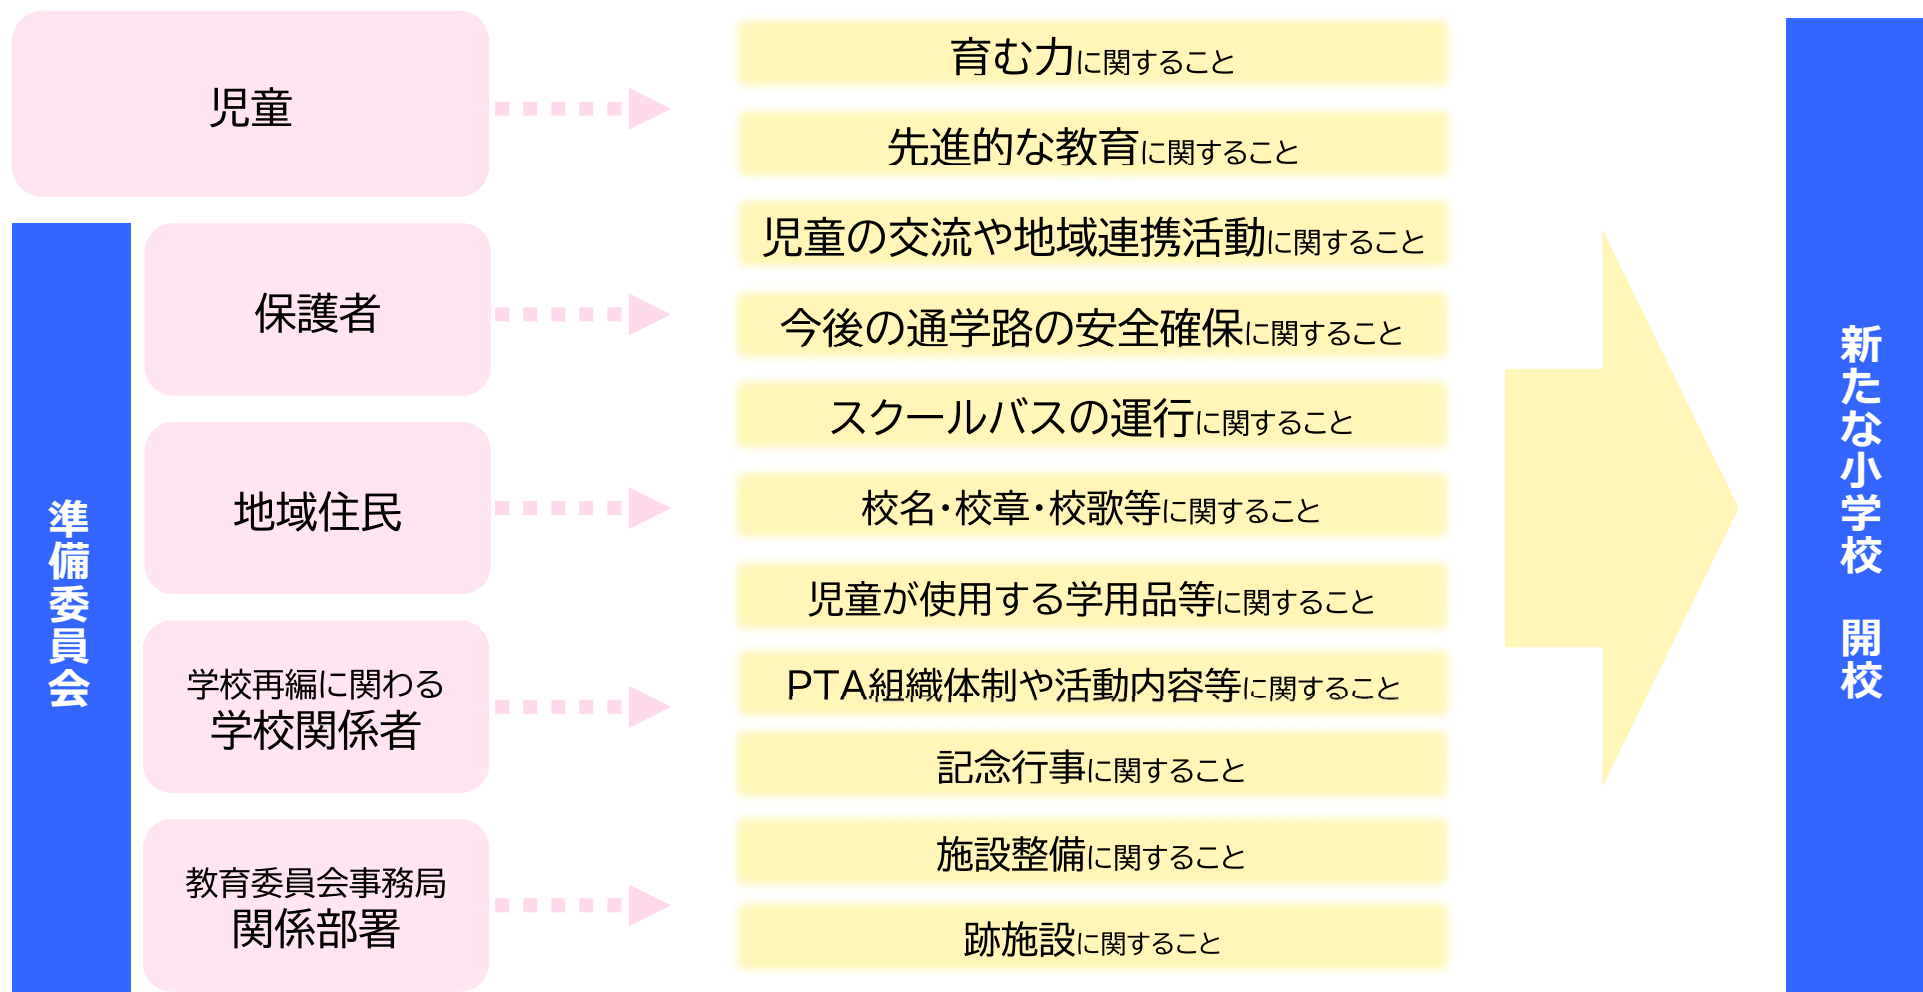 児童
準備委員会
保護者
地域住民
学校再編に関わる
学校関係者
教育委員会事務局
関係部署
育む力に関すること
先進的な教育に関すること
児童の交流や地域連携活動に関すること
今後の通学路の安全確保に関すること
スクールバスの運行に関すること
校名・校章・校歌等に関すること
児童が使用する学用品等に関すること
PTA組織体制や活動内容等に関すること
記念行事に関すること
施設整備に関すること
跡施設に関すること
新たな小学校　開校